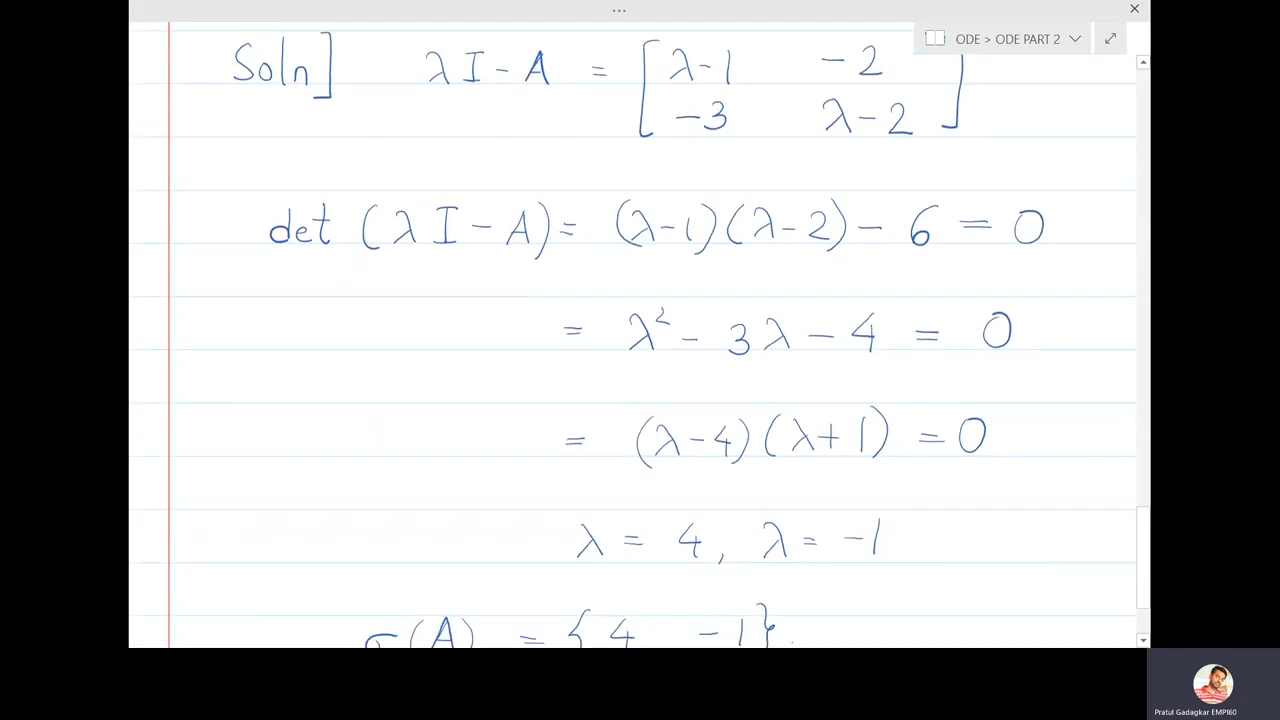 ...
ODE > ODE PART 2
Soln] λI - A = [ λ-1 -2
-3 λ-2 ]
det (λI - A) = (λ-1)(λ-2) - 6 = 0
= λ² - 3λ - 4 = 0
= (λ-4)(λ+1) = 0
λ = 4, λ = -1
σ(A) = {4 -1}.
Pratul Gadagkar EMP160